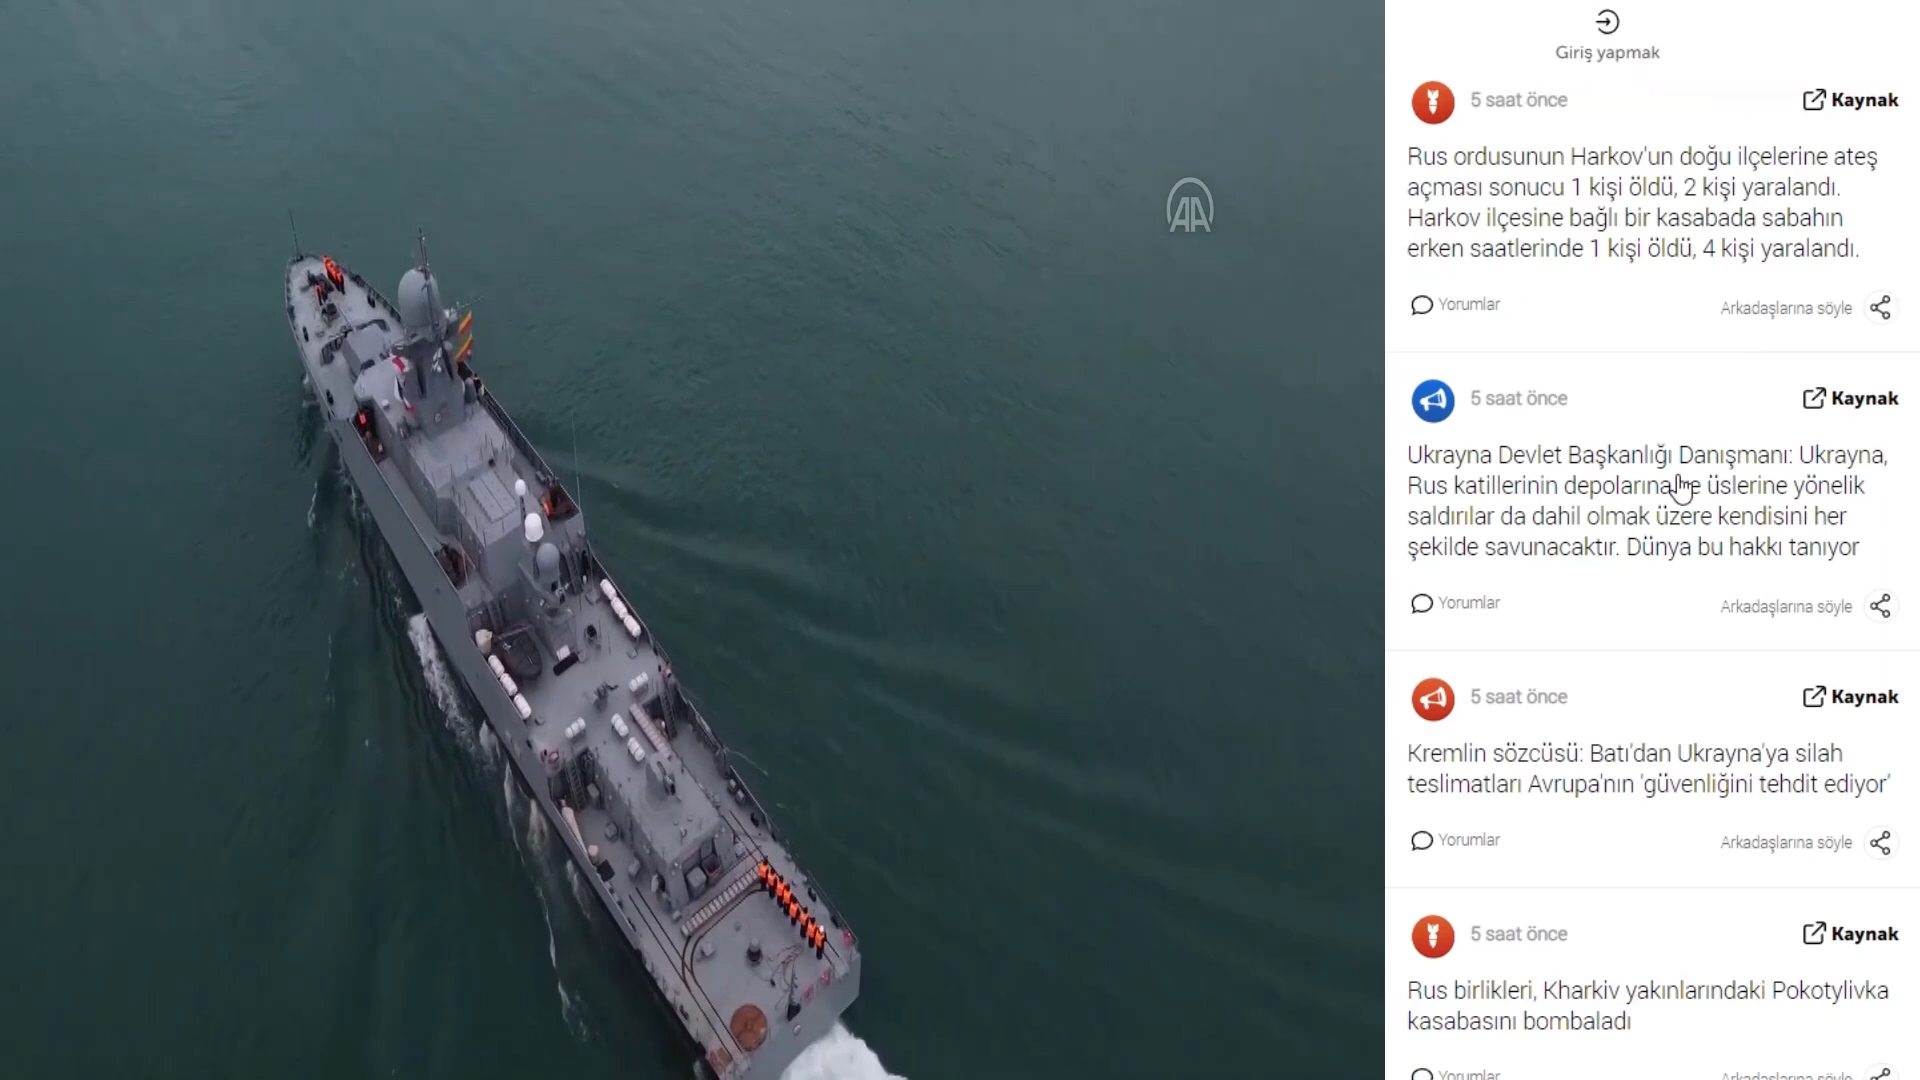 AA
Giriş yapmak
5 saat önce
Kaynak
Rus ordusunun Harkov'un doğu ilçelerine ateş
açması sonucu 1 kişi öldü, 2 kişi yaralandı.
Harkov ilçesine bağlı bir kasabada sabahın
erken saatlerinde 1 kişi öldü, 4 kişi yaralandı.
Yorumlar
Arkadaşlarına söyle
5 saat önce
Kaynak
Ukrayna Devlet Başkanlığı Danışmanı: Ukrayna,
Rus katillerinin depolarına üslerine yönelik
saldırılar da dahil olmak üzere kendisini her
şekilde savunacaktır. Dünya bu hakkı tanıyor
Yorumlar
Arkadaşlarına söyle
5 saat önce
Kaynak
Kremlin sözcüsü: Batı'dan Ukrayna'ya silah
teslimatları Avrupa'nın 'güvenliğini tehdit ediyor'
Yorumlar
Arkadaşlarına söyle
5 saat önce
Kaynak
Rus birlikleri, Kharkiv yakınlarındaki Pokotylivka
kasabasını bombaladı
Yorumlar
Arkadaşlarına söyle